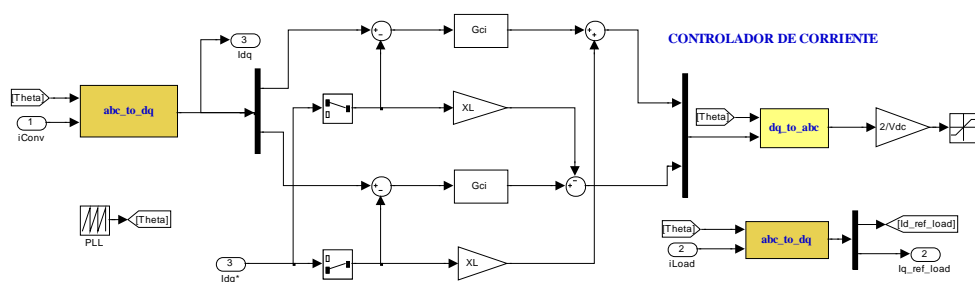 3
Idq
Gci
CONTROLADOR DE CORRIENTE
[Theta]
abc_to_dq
1
iConv
XL
[Theta]
dq_to_abc
2/Vdc
Gci
PLL
[Theta]
[Theta]
abc_to_dq
[Id_ref_load]
2
iLoad
2
Iq_ref_load
3
Idq*
XL